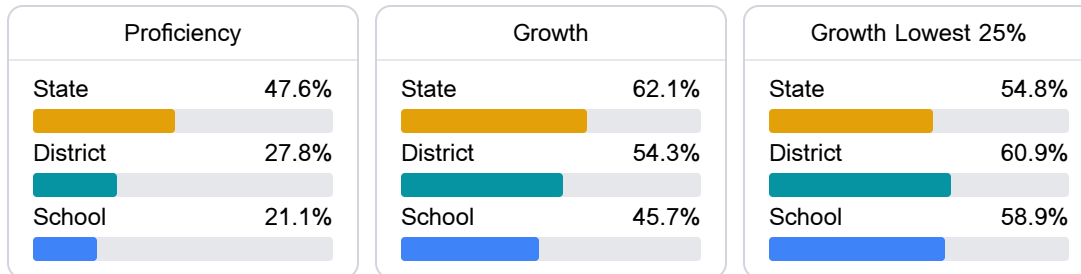 Proficiency
State 47.6%
District 27.8%
School 21.1%
Growth
State 62.1%
District 54.3%
School 45.7%
Growth Lowest 25%
State 54.8%
District 60.9%
School 58.9%